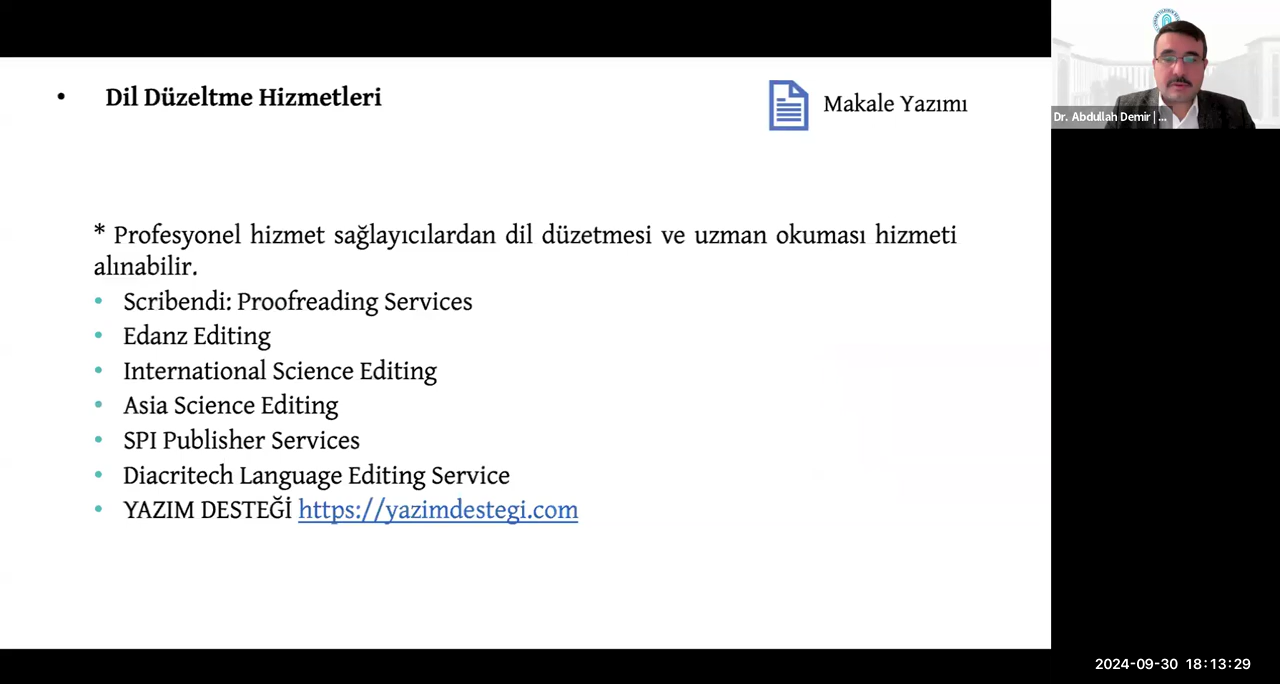 • Dil Düzeltme Hizmetleri
Makale Yazımı
* Profesyonel hizmet sağlayıcılardan dil düzetmesi ve uzman okuması hizmeti
alınabilir.
• Scribendi: Proofreading Services
• Edanz Editing
• International Science Editing
• Asia Science Editing
• SPI Publisher Services
• Diacritech Language Editing Service
• YAZIM DESTEĞİ https://yazimdestegi.com
Dr. Abdullah Demir | ...
2024-09-30 18:13:29